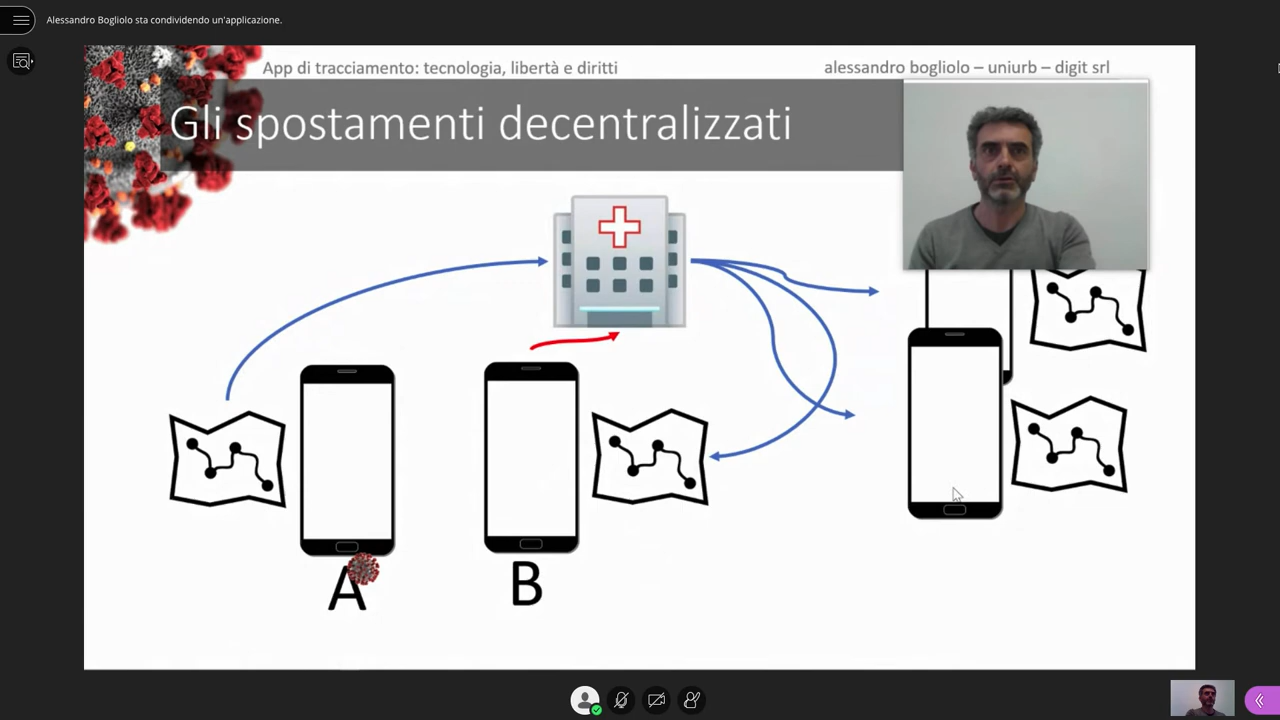 Alessandro Bogliolo sta condividendo un'applicazione.
App di tracciamento: tecnologia, libertà e diritti
alessandro bogliolo – uniurb – digit srl
Gli spostamenti decentralizzati
A
B